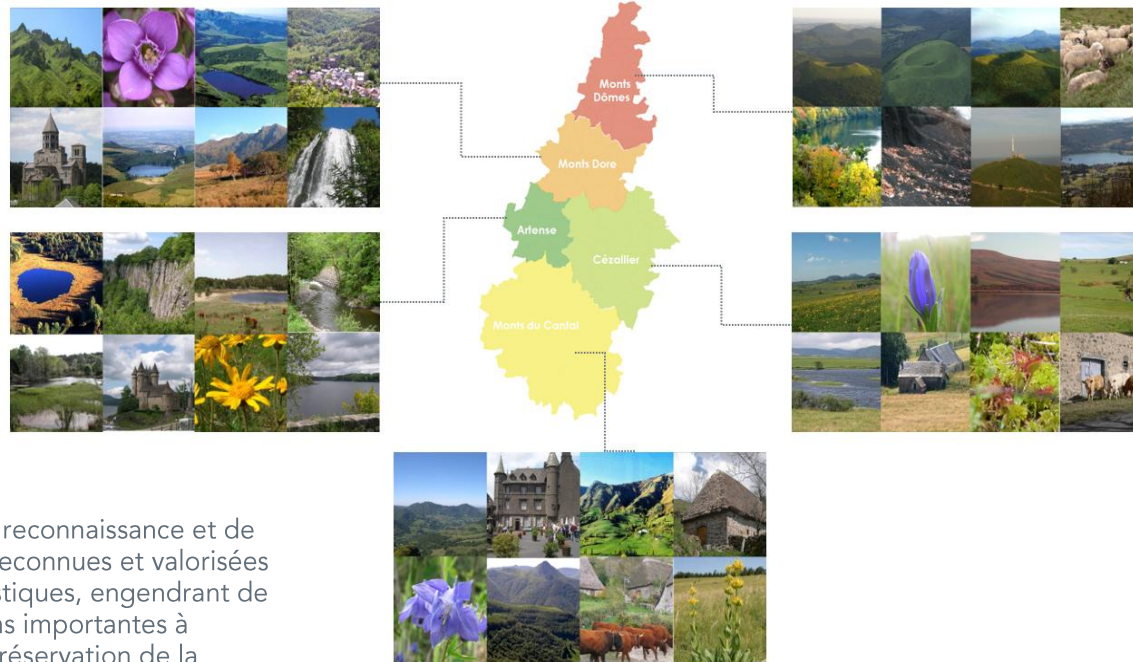 Monts
Dômes
Monts Dore
Artense
Cézallier
Monts du Cantal
reconnaissance et de
econnues et valorisées
stiques, engendrant de
ns importantes à
réservation de la